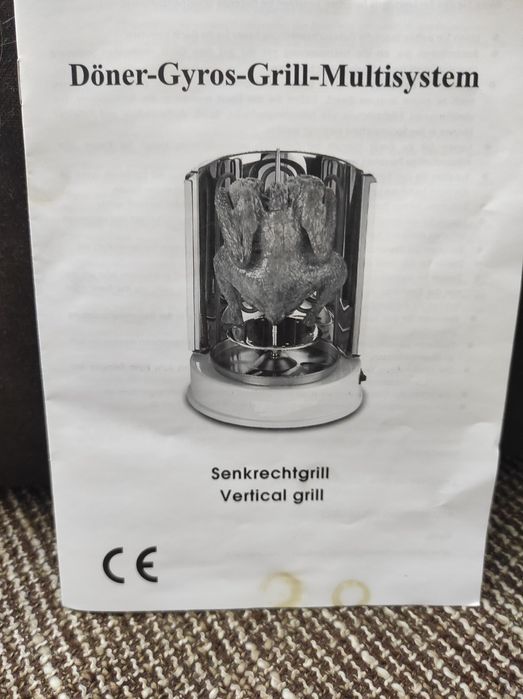 Döner-Gyros-Grill-Multisystem
Senkrechtgrill
Vertical grill
CE